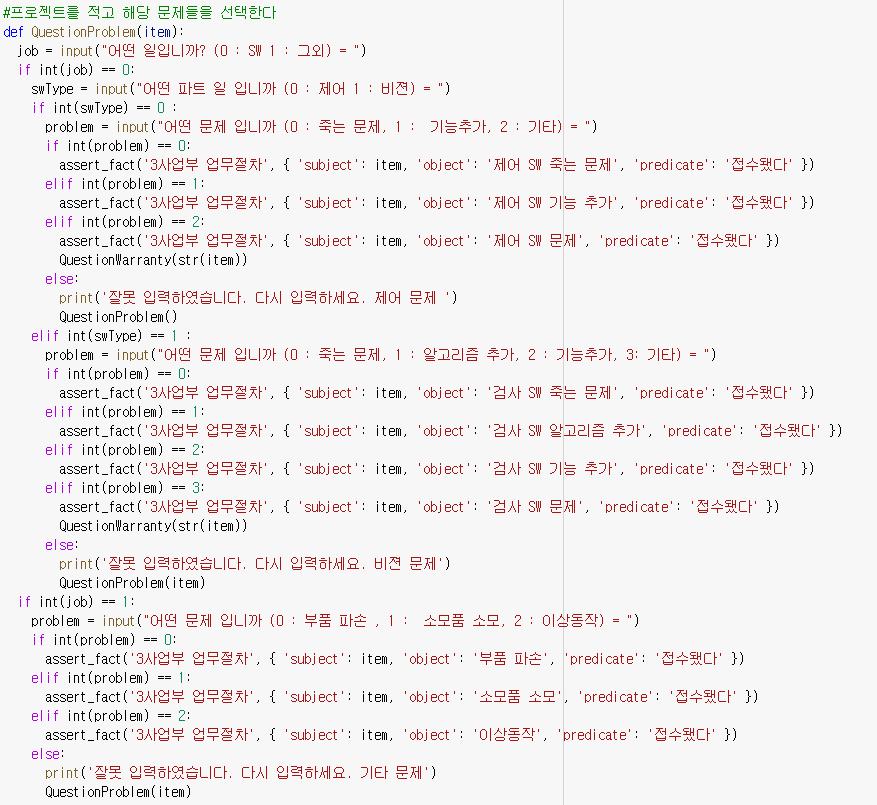 #프로젝트를 적고 해당 문제들을 선택한다
def QuestionProblem(item):
  job = input("어떤 일입니까? (0 : SW 1 : 그외) = ")
  if int(job) == 0:
    swType = input("어떤 파트 일 입니까 (0 : 제어 1 : 비젼) = ")
    if int(swType) == 0 :
      problem = input("어떤 문제 입니까 (0 : 죽는 문제, 1 :  기능추가, 2 : 기타) = ")
      if int(problem) == 0:
        assert_fact('3사업부 업무절차', { 'subject': item, 'object': '제어 SW 죽는 문제', 'predicate': '접수됐다' })
      elif int(problem) == 1:
        assert_fact('3사업부 업무절차', { 'subject': item, 'object': '제어 SW 기능 추가', 'predicate': '접수됐다' })
      elif int(problem) == 2:
        assert_fact('3사업부 업무절차', { 'subject': item, 'object': '제어 SW 문제', 'predicate': '접수됐다' })
        QuestionWarranty(str(item))
      else:
        print('잘못 입력하였습니다. 다시 입력하세요. 제어 문제 ')
        QuestionProblem()
    elif int(swType) == 1 :
      problem = input("어떤 문제 입니까 (0 : 죽는 문제, 1 : 알고리즘 추가, 2 : 기능추가, 3: 기타) = ")
      if int(problem) == 0:
        assert_fact('3사업부 업무절차', { 'subject': item, 'object': '검사 SW 죽는 문제', 'predicate': '접수됐다' })
      elif int(problem) == 1:
        assert_fact('3사업부 업무절차', { 'subject': item, 'object': '검사 SW 알고리즘 추가', 'predicate': '접수됐다' })
      elif int(problem) == 2:
        assert_fact('3사업부 업무절차', { 'subject': item, 'object': '검사 SW 기능 추가', 'predicate': '접수됐다' })
      elif int(problem) == 3:
        assert_fact('3사업부 업무절차', { 'subject': item, 'object': '검사 SW 문제', 'predicate': '접수됐다' })
        QuestionWarranty(str(item))
      else:
        print('잘못 입력하였습니다. 다시 입력하세요. 비젼 문제')
        QuestionProblem(item)
  if int(job) == 1:
    problem = input("어떤 문제 입니까 (0 : 부품 파손 , 1 :  소모품 소모, 2 : 이상동작) = ")
    if int(problem) == 0:
      assert_fact('3사업부 업무절차', { 'subject': item, 'object': '부품 파손', 'predicate': '접수됐다' })
    elif int(problem) == 1:
      assert_fact('3사업부 업무절차', { 'subject': item, 'object': '소모품 소모', 'predicate': '접수됐다' })
    elif int(problem) == 2:
      assert_fact('3사업부 업무절차', { 'subject': item, 'object': '이상동작', 'predicate': '접수됐다' })
    else:
      print('잘못 입력하였습니다. 다시 입력하세요. 기타 문제')
      QuestionProblem(item)